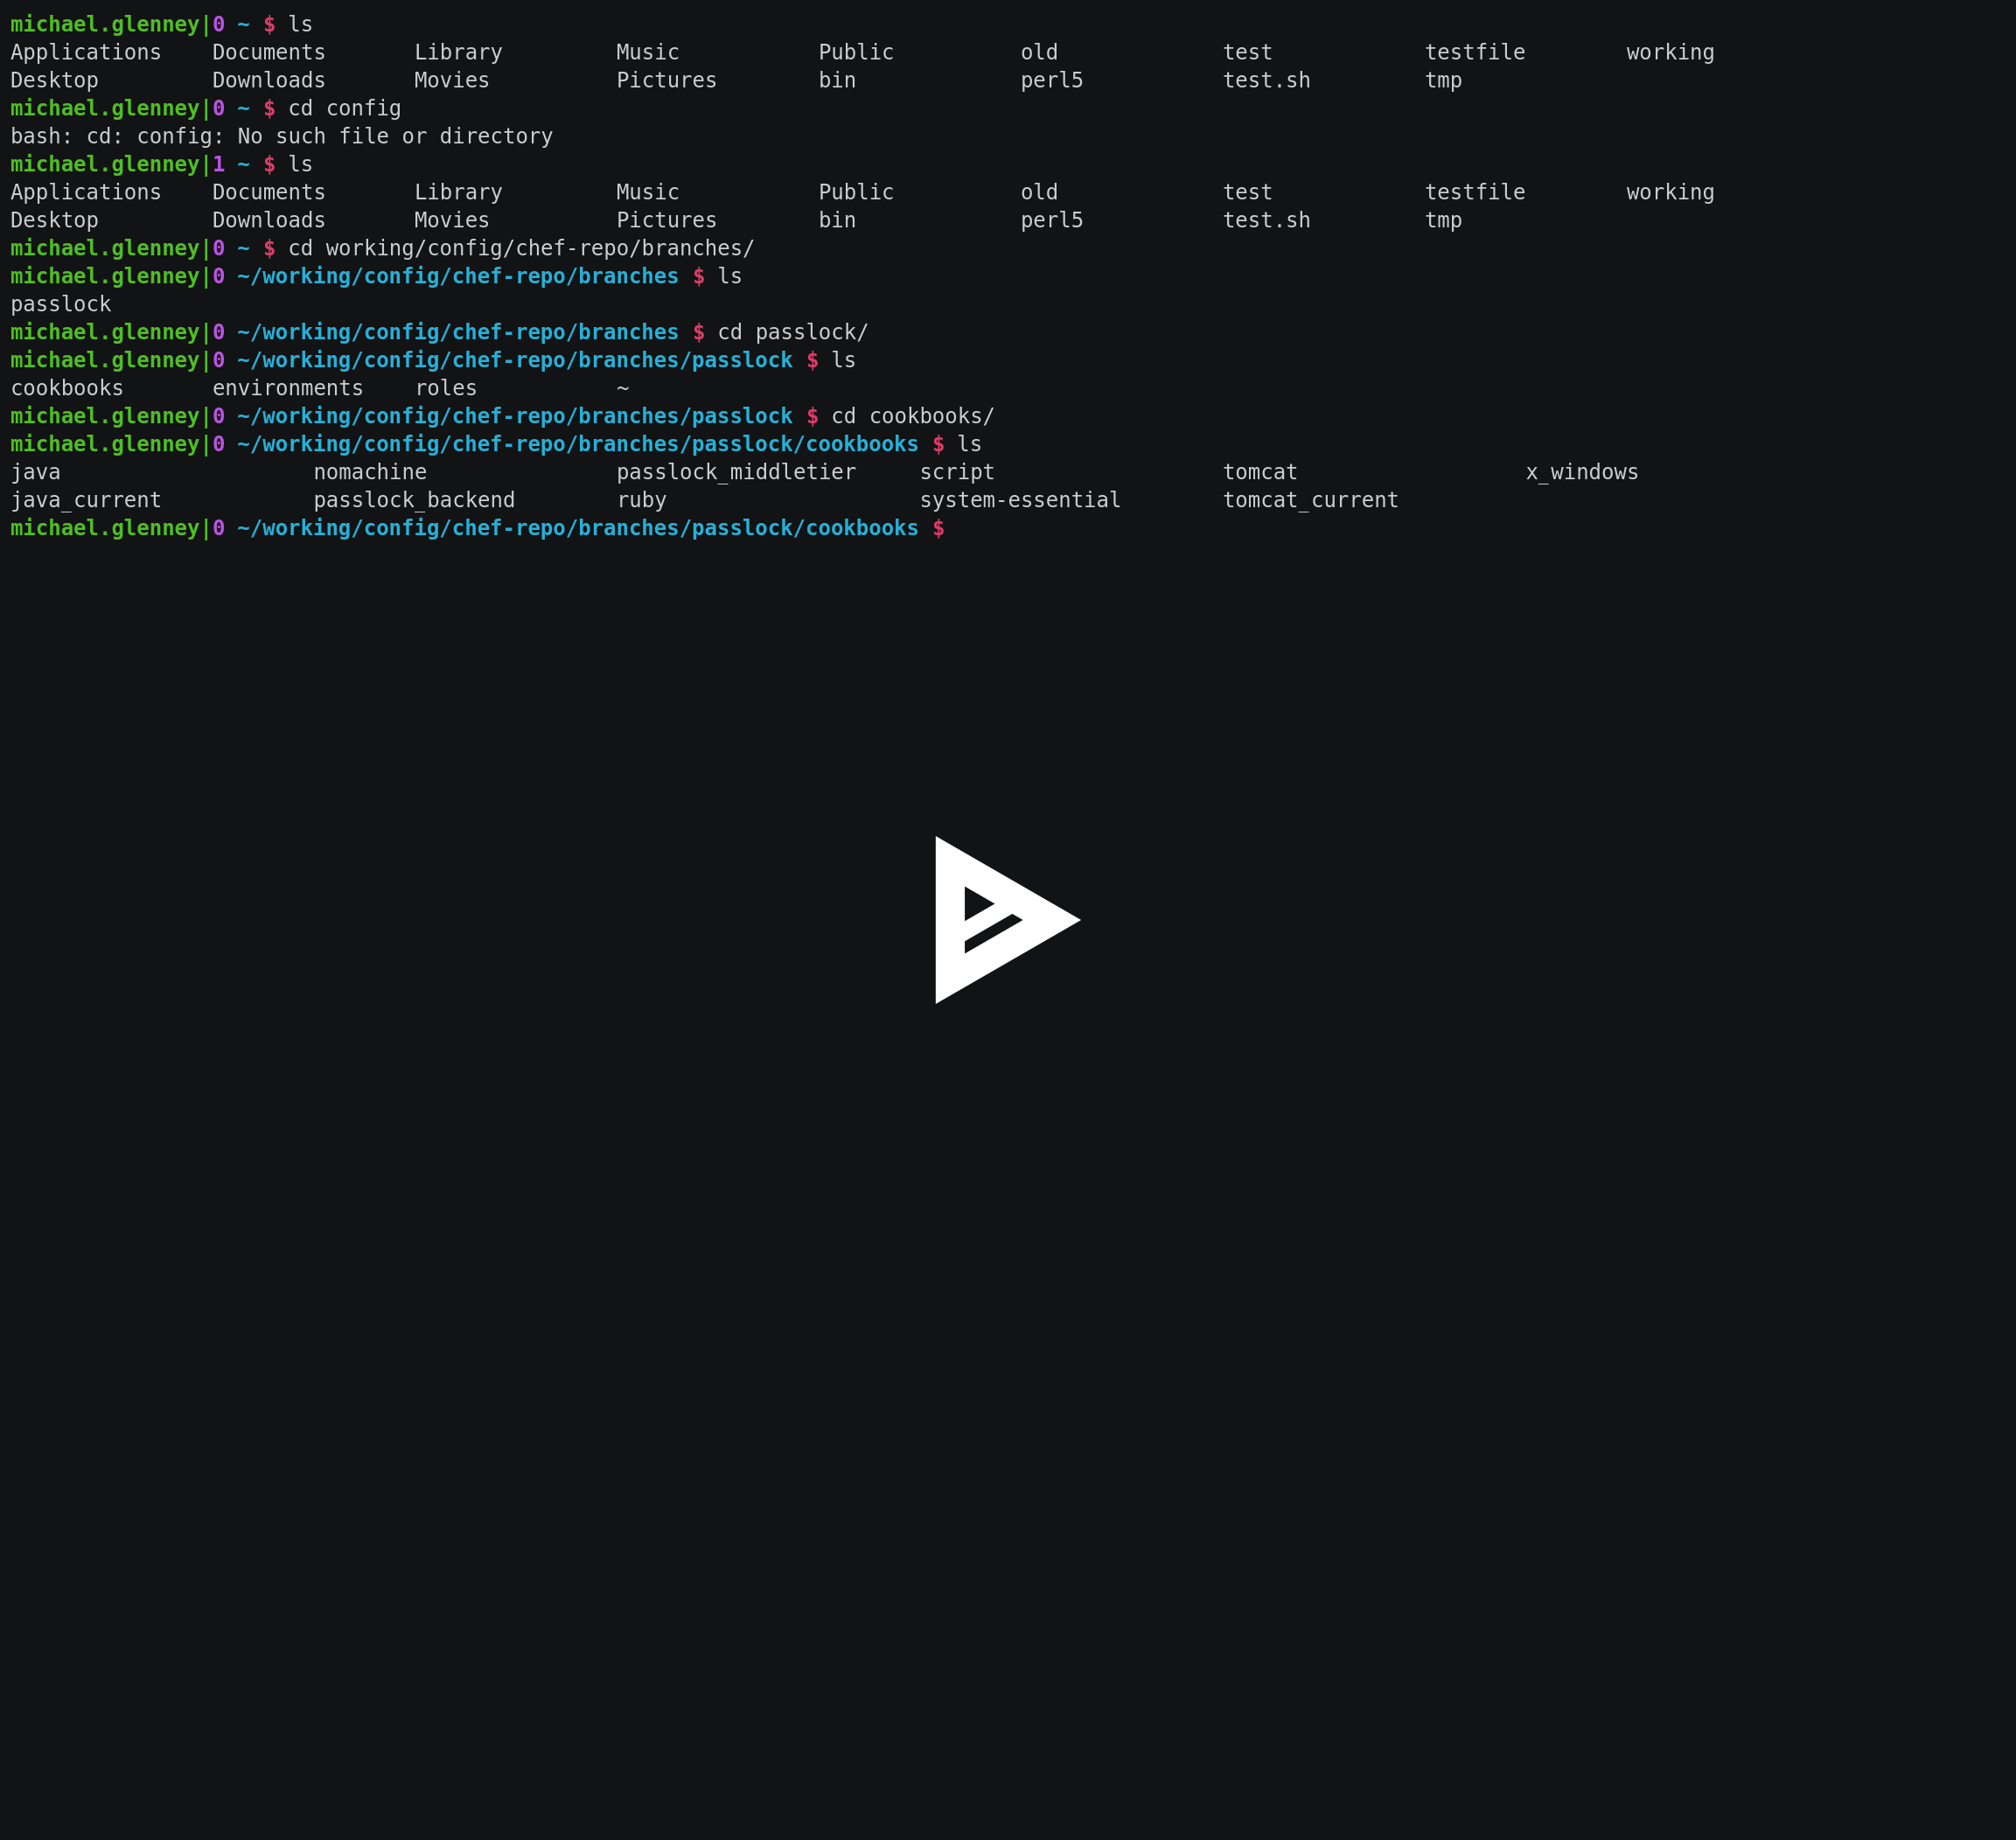 michael.glenney|0 ~ $ ls
Applications    Documents       Library         Music           Public          old             test            testfile        working
Desktop         Downloads       Movies          Pictures        bin             perl5           test.sh         tmp
michael.glenney|0 ~ $ cd config
bash: cd: config: No such file or directory
michael.glenney|1 ~ $ ls
Applications    Documents       Library         Music           Public          old             test            testfile        working
Desktop         Downloads       Movies          Pictures        bin             perl5           test.sh         tmp
michael.glenney|0 ~ $ cd working/config/chef-repo/branches/
michael.glenney|0 ~/working/config/chef-repo/branches $ ls
passlock
michael.glenney|0 ~/working/config/chef-repo/branches $ cd passlock/
michael.glenney|0 ~/working/config/chef-repo/branches/passlock $ ls
cookbooks       environments    roles           ~
michael.glenney|0 ~/working/config/chef-repo/branches/passlock $ cd cookbooks/
michael.glenney|0 ~/working/config/chef-repo/branches/passlock/cookbooks $ ls
java                    nomachine               passlock_middletier     script                  tomcat                  x_windows
java_current            passlock_backend        ruby                    system-essential        tomcat_current
michael.glenney|0 ~/working/config/chef-repo/branches/passlock/cookbooks $